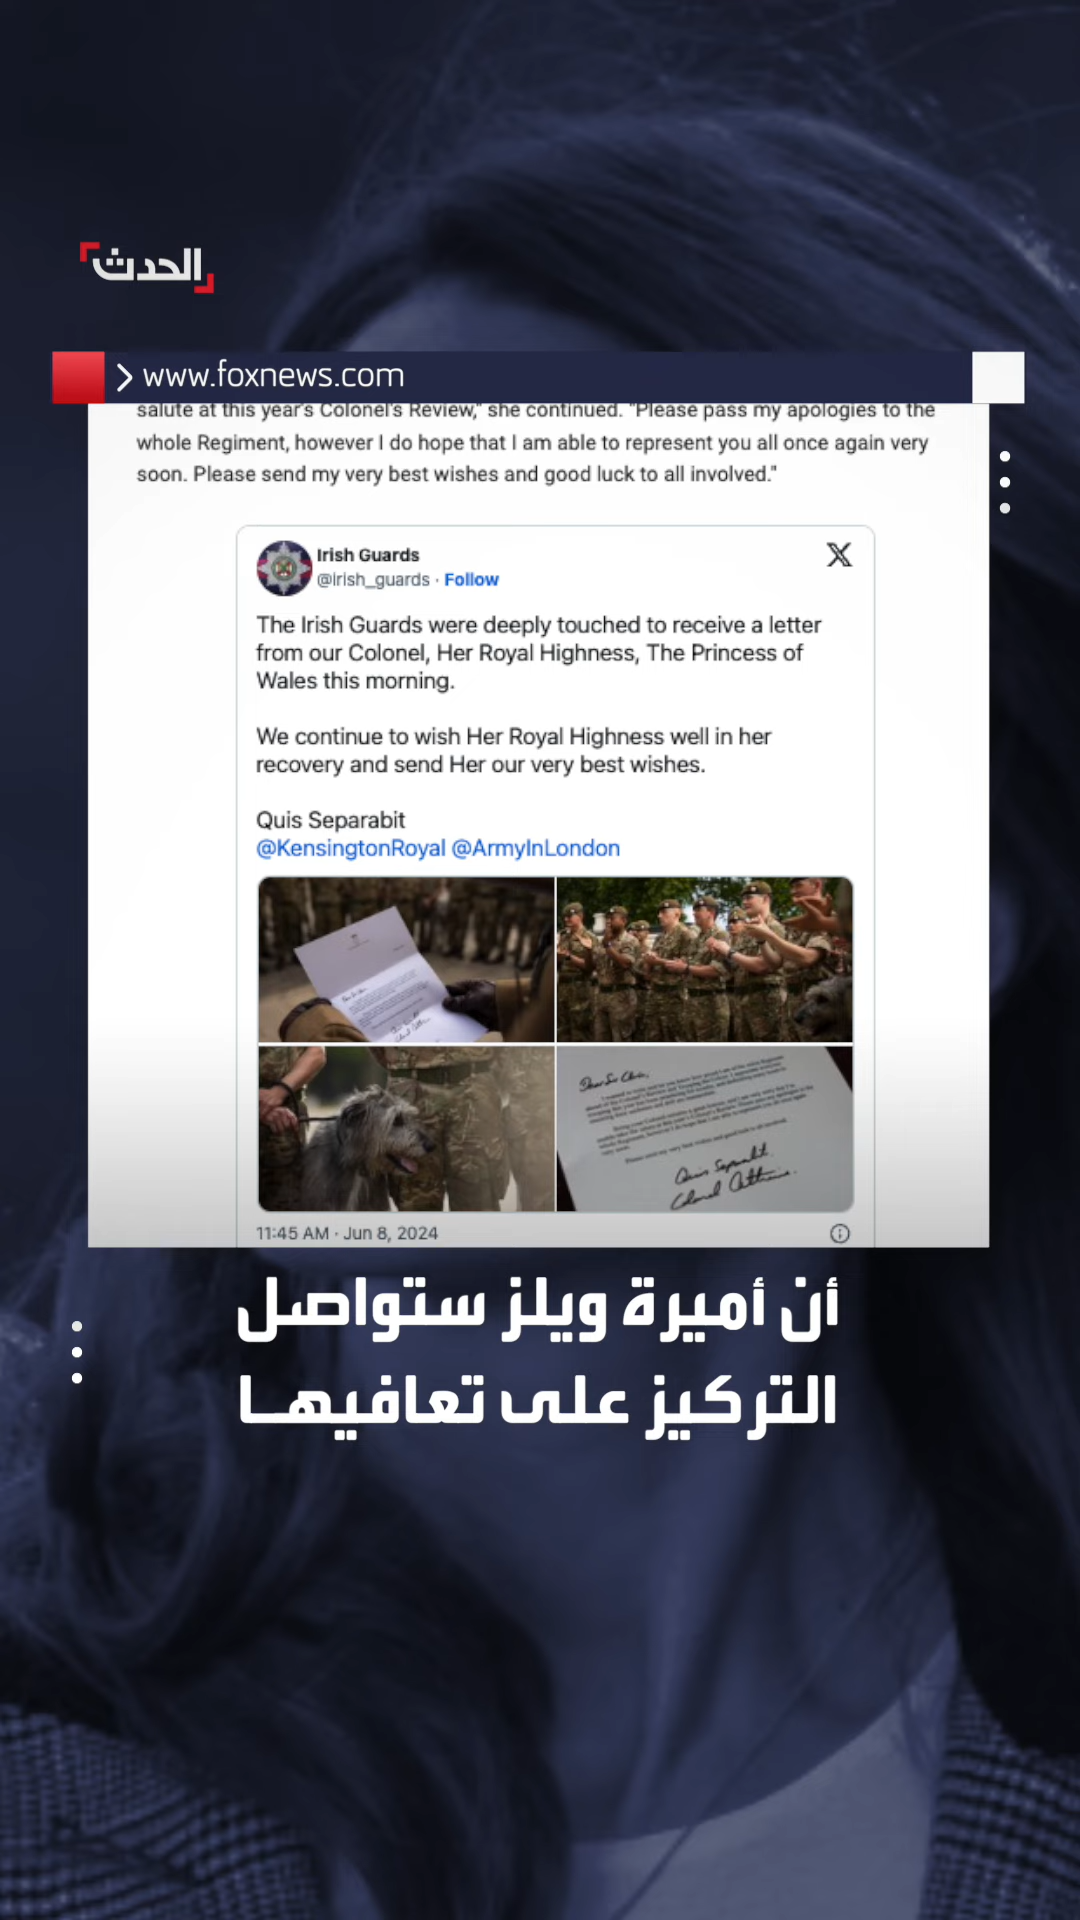 الحدث
www.foxnews.com
salute at this year's Colonel's Review," she continued. "Please pass my apologies to the
whole Regiment, however I do hope that I am able to represent you all once again very
soon. Please send my very best wishes and good luck to all involved."
Irish Guards
@irish_guards · Follow
The Irish Guards were deeply touched to receive a letter
from our Colonel, Her Royal Highness, The Princess of
Wales this morning.
We continue to wish Her Royal Highness well in her
recovery and send Her our very best wishes.
Quis Separabit
@KensingtonRoyal @ArmyInLondon
Quis Separabit.
11:45 AM · Jun 8, 2024
أن أميرة ويلز ستواصل
التركيز على تعافيهـا